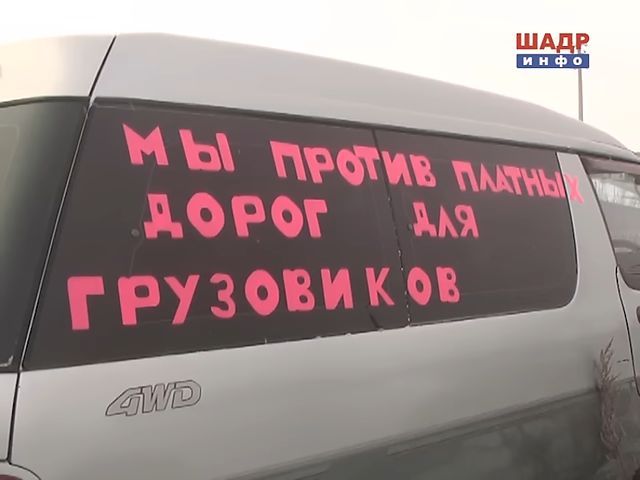 ШАДР
инфо
МЫ ПРОТИВ ПЛАТНЫХ
ДОРОГ ДЛЯ
ГРУЗОВИКОВ
4WD